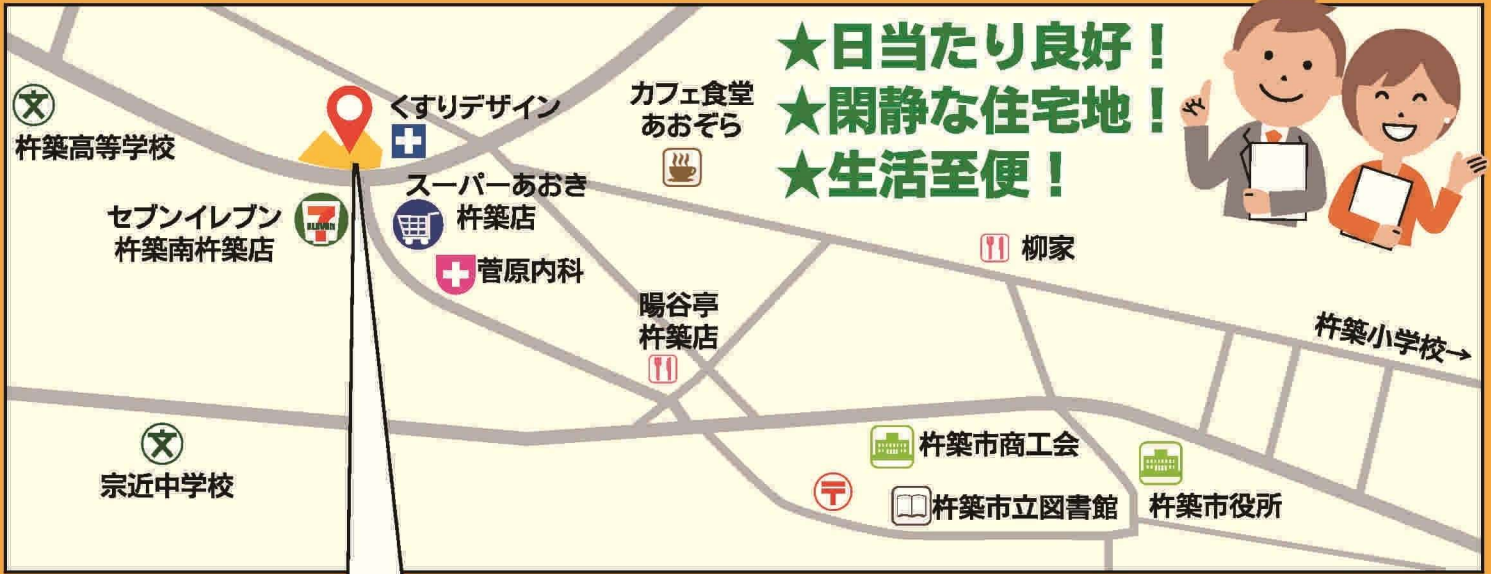 ★日当たり良好！
★閑静な住宅地！
★生活至便！
杵築高等学校
くすりデザイン
カフェ食堂
あおぞら
スーパーあおき
杵築店
セブンイレブン
杵築南杵築店
7
ELEVEN
菅原内科
柳家
暘谷亭
杵築店
杵築小学校→
宗近中学校
杵築市商工会
杵築市立図書館
杵築市役所